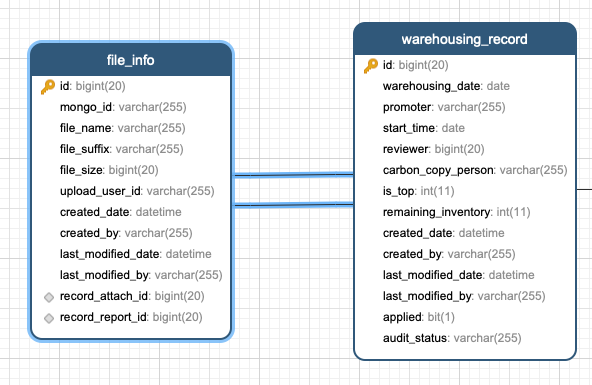 file_info
id: bigint(20)
mongo_id: varchar(255)
file_name: varchar(255)
file_suffix: varchar(255)
file_size: bigint(20)
upload_user_id: varchar(255)
created_date: datetime
created_by: varchar(255)
last_modified_date: datetime
last_modified_by: varchar(255)
record_attach_id: bigint(20)
record_report_id: bigint(20)
warehousing_record
id: bigint(20)
warehousing_date: date
promoter: varchar(255)
start_time: date
reviewer: bigint(20)
carbon_copy_person: varchar(255)
is_top: int(11)
remaining_inventory: int(11)
created_date: datetime
created_by: varchar(255)
last_modified_date: datetime
last_modified_by: varchar(255)
applied: bit(1)
audit_status: varchar(255)